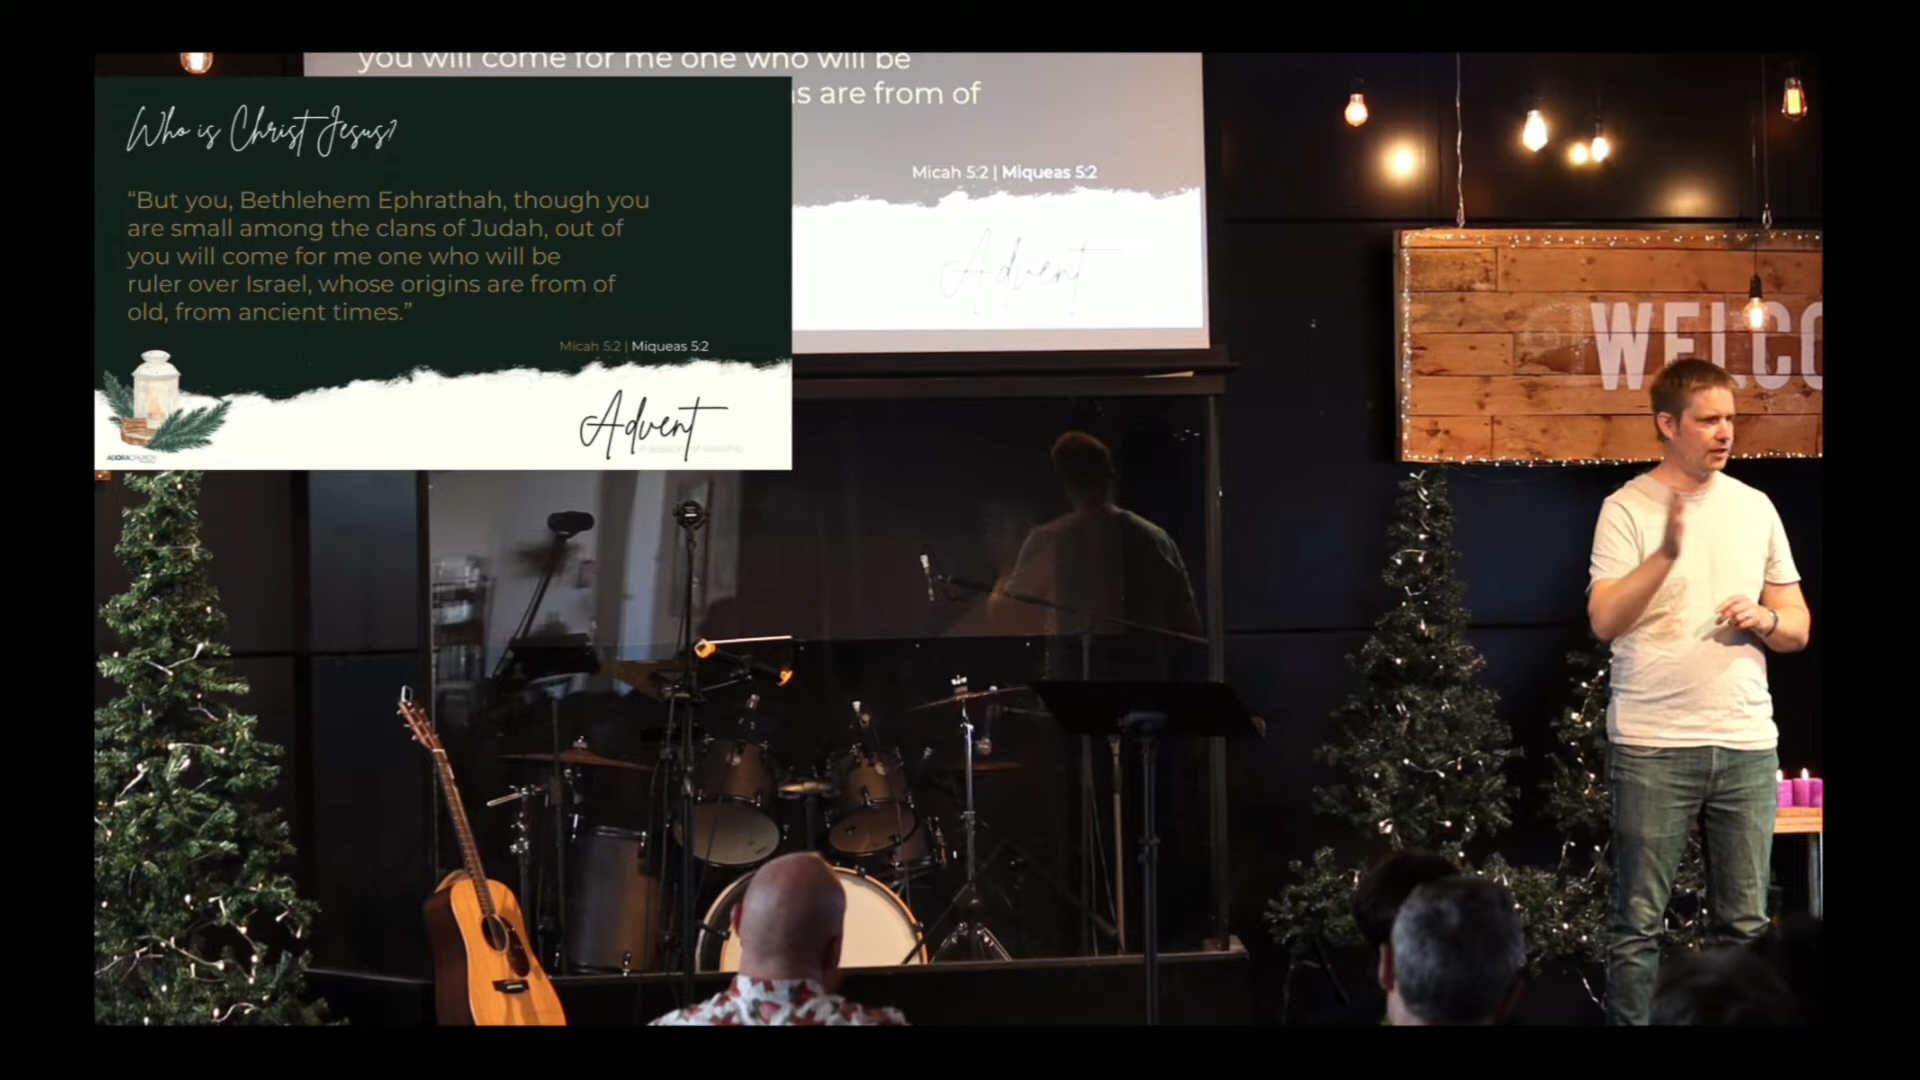 you will come for me one who will be
ns are from of
Micah 5:2 | Miqueas 5:2
Advent
Who is Christ Jesus?
“But you, Bethlehem Ephrathah, though you
are small among the clans of Judah, out of
you will come for me one who will be
ruler over Israel, whose origins are from of
old, from ancient times.”
Micah 5:2 | Miqueas 5:2
Advent
WELCO